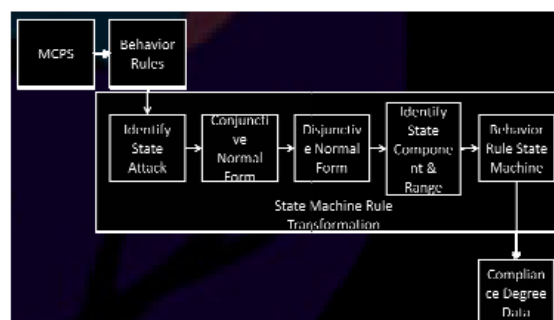 MCPS
Behavior
Rules
Identify
State
Attack
Conjuncti
ve
Normal
Form
Disjunctiv
e Normal
Form
Identify
State
Compone
nt &
Range
Behavior
Rule State
Machine
State Machine Rule
Transformation
Complian
ce Degree
Data